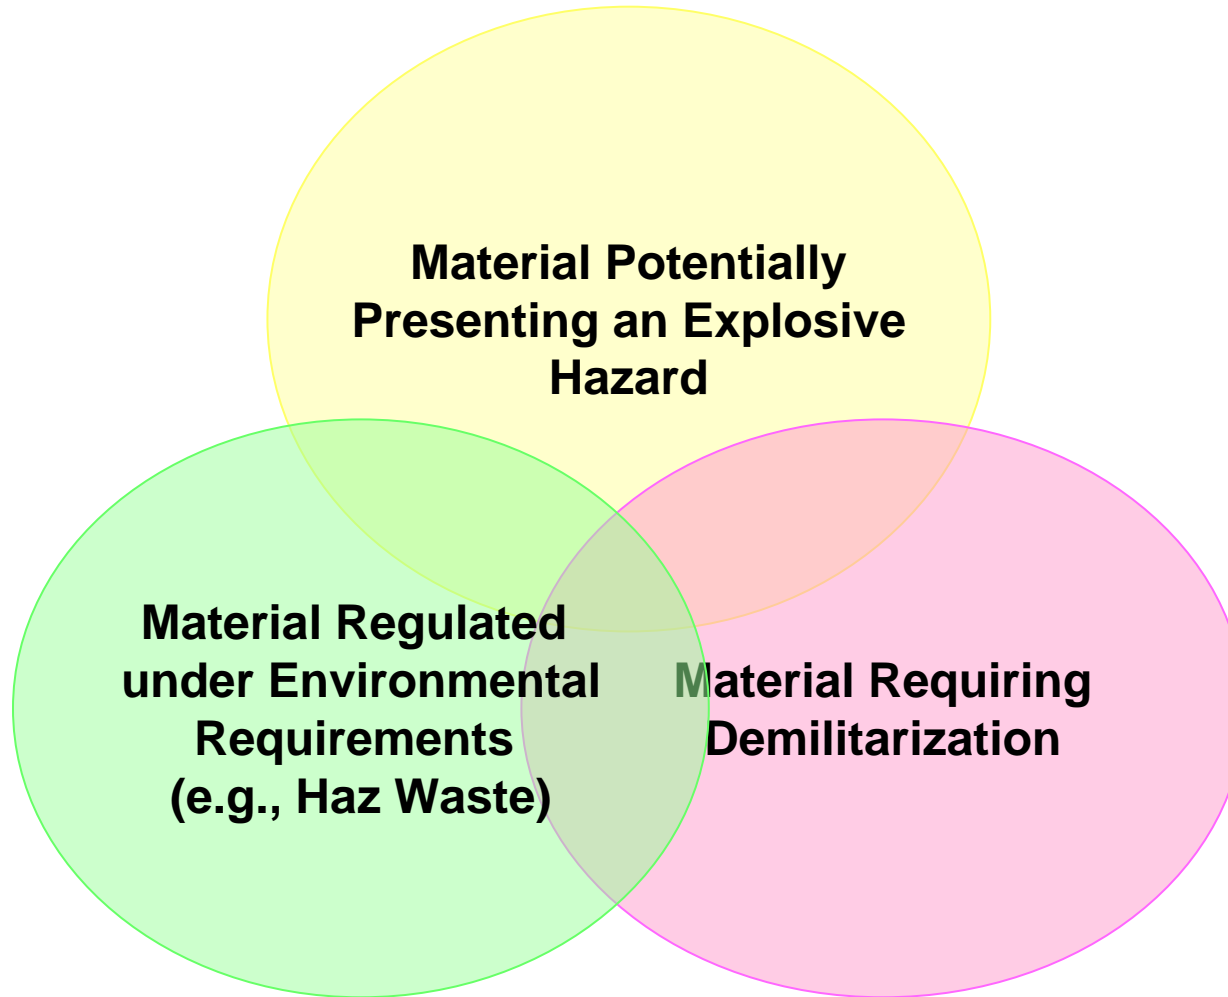 Material Potentially
Presenting an Explosive
Hazard
Material Regulated
under Environmental
Requirements
(e.g., Haz Waste)
Material Requiring
Demilitarization